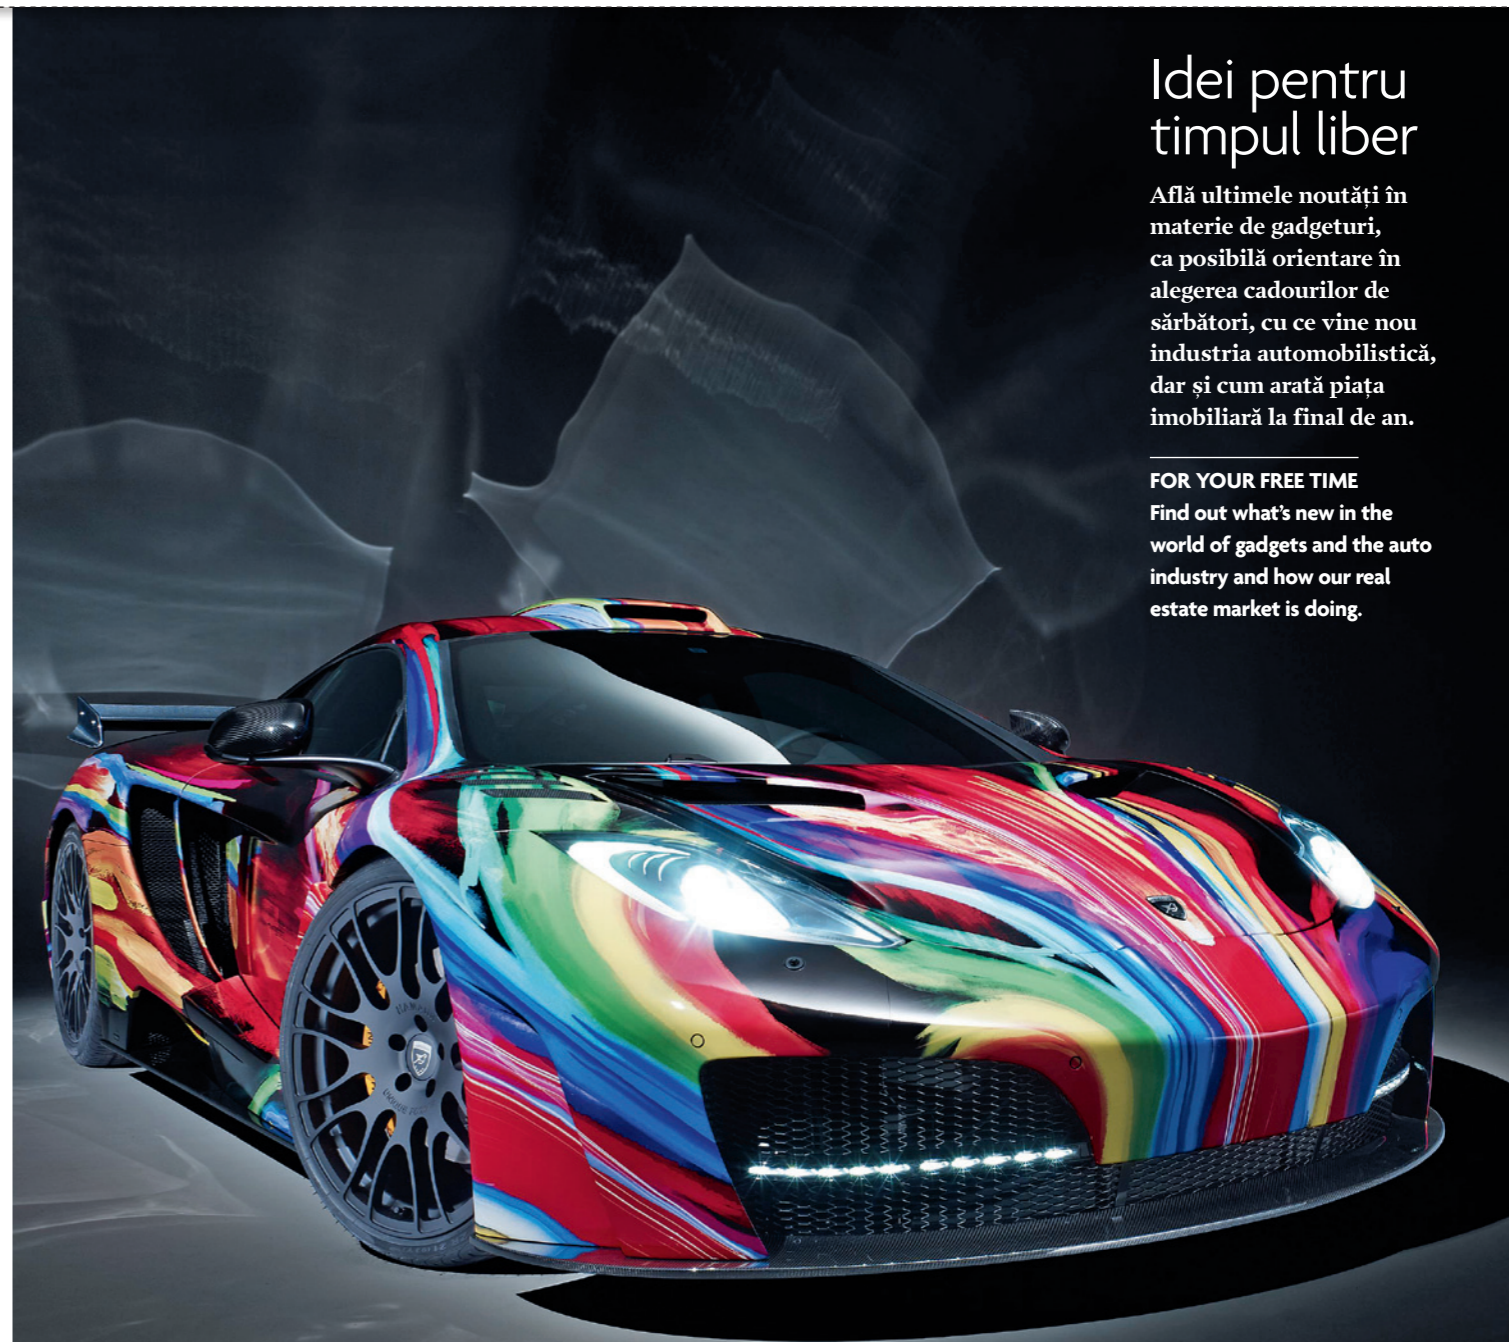 Idei pentru
timpul liber
Află ultimele noutăți în
materie de gadgeturi,
ca posibilă orientare în
alegerea cadourilor de
sărbători, cu ce vine nou
industria automobilistică,
dar și cum arată piața
imobiliară la final de an.
FOR YOUR FREE TIME
Find out what's new in the
world of gadgets and the auto
industry and how our real
estate market is doing.